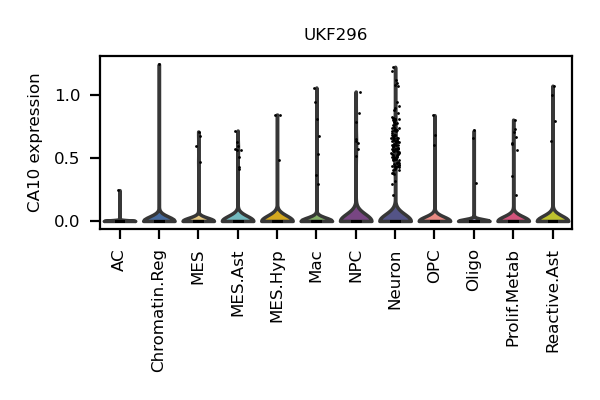 UKF296
CA10 expression
1.0
0.5
0.0
AC
Chromatin.Reg
MES
MES.Ast
MES.Hyp
Mac
NPC
Neuron
OPC
Oligo
Prolif.Metab
Reactive.Ast